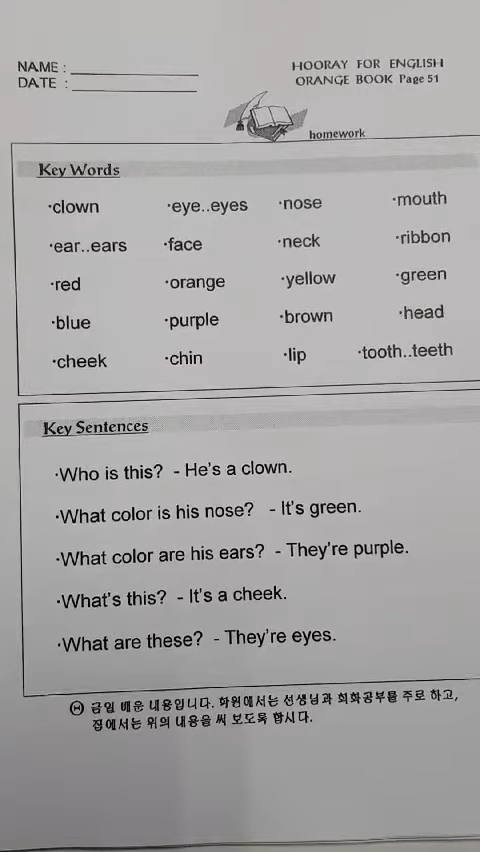 NAME : ____________ HOORAY FOR ENGLISH
DATE : ____________ ORANGE BOOK Page 51
homework
Key Words
·clown ·eye..eyes ·nose ·mouth
·ear..ears ·face ·neck ·ribbon
·red ·orange ·yellow ·green
·blue ·purple ·brown ·head
·cheek ·chin ·lip ·tooth..teeth
Key Sentences
·Who is this? - He's a clown.
·What color is his nose? - It's green.
·What color are his ears? - They're purple.
·What's this? - It's a cheek.
·What are these? - They're eyes.
금일 배운 내용입니다. 학원에서는 선생님과 회화공부를 주로 하고,
집에서는 위의 내용을 써 보도록 합시다.